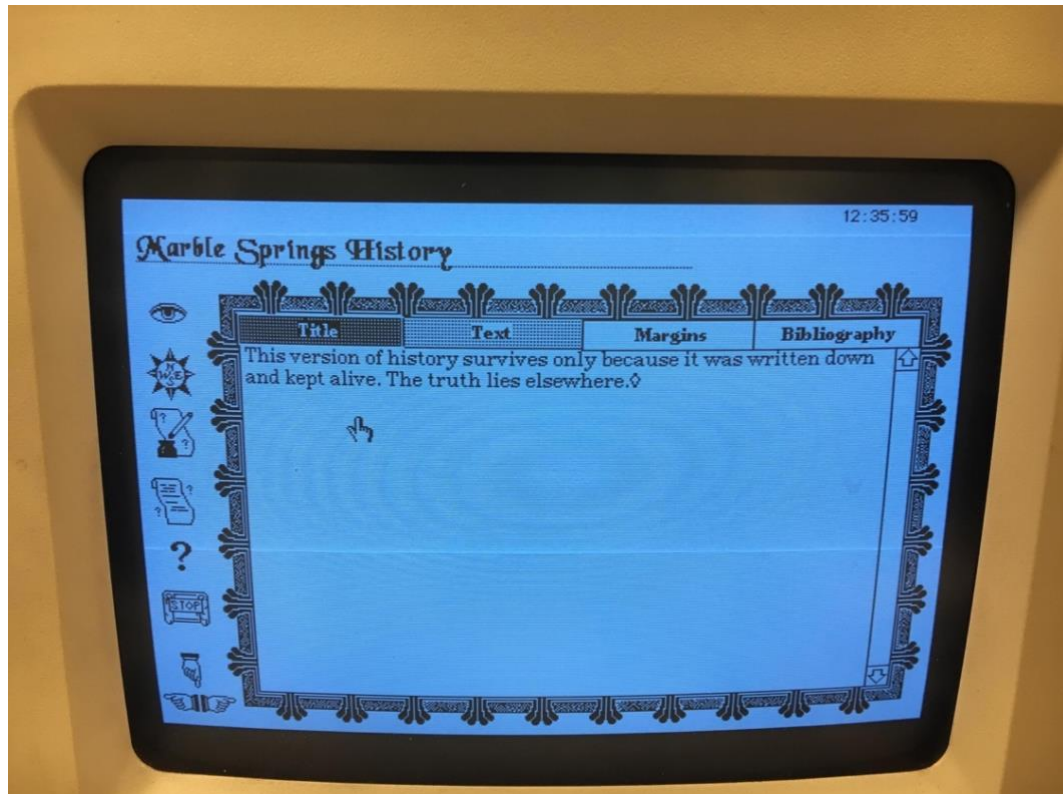 12:35:59
Marble Springs History
Title Text Margins Bibliography
This version of history survives only because it was written down
and kept alive. The truth lies elsewhere.◊
N
W E
S
?
?
?
?
?
STOP